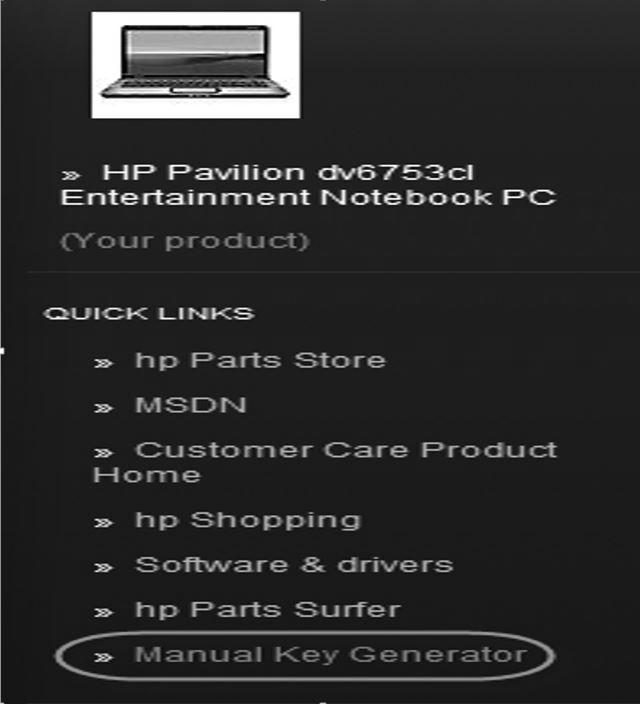 » HP Pavilion dv6753cl
Entertainment Notebook PC
(Your product)
QUICK LINKS
» hp Parts Store
» MSDN
» Customer Care Product
Home
» hp Shopping
» Software & drivers
» hp Parts Surfer
» Manual Key Generator